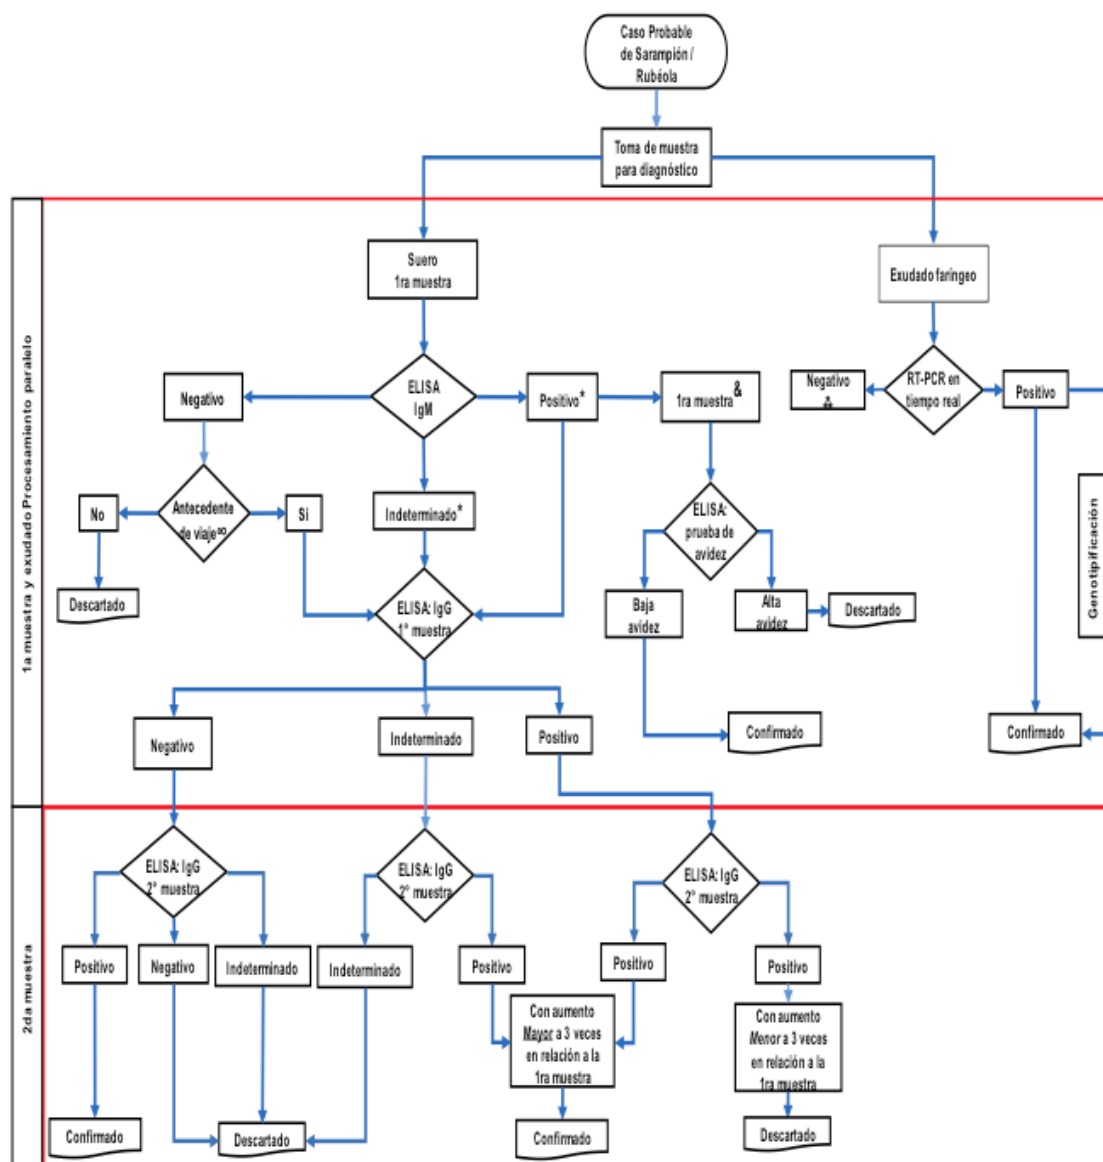 Caso Probable
de Sarampión /
Rubéola
Toma de muestra
para diagnóstico
1a muestra y exudado Procesamiento paralelo
Suero
1ra muestra
Exudado faríngeo
ELISA
IgM
Negativo
Positivo*
1ra muestra&
Negativo
RT-PCR en
tiempo real
Positivo
No
Antecedente
de viaje∞
Si
Indeterminado*
ELISA:
prueba de
avidez
Genotipificación
Descartado
ELISA: IgG
1° muestra
Baja
avidez
Alta
avidez
Descartado
Negativo
Indeterminado
Positivo
Confirmado
Confirmado
2da muestra
ELISA: IgG
2° muestra
ELISA: IgG
2° muestra
ELISA: IgG
2° muestra
Positivo
Negativo
Indeterminado
Indeterminado
Positivo
Positivo
Positivo
Con aumento
Mayor a 3 veces
en relación a la
1ra muestra
Con aumento
Menor a 3 veces
en relación a la
1ra muestra
Confirmado
Descartado
Confirmado
Descartado